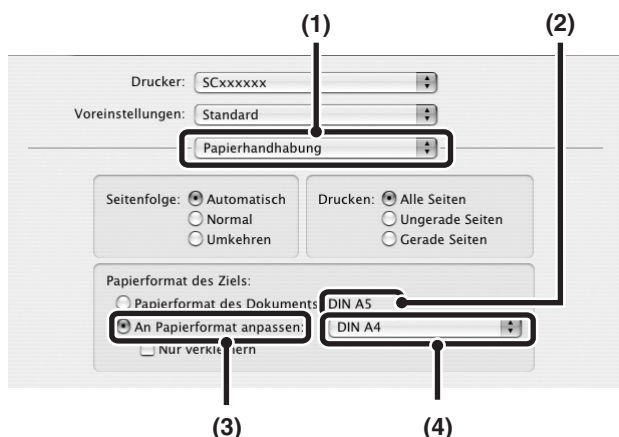 (1) (2)
Drucker: SCxxxxxx
Voreinstellungen: Standard
Papierhandhabung
Seitenfolge: Automatisch Drucken: Alle Seiten
Normal Ungerade Seiten
Umkehren Gerade Seiten
Papierformat des Ziels:
Papierformat des Dokuments DIN A5
An Papierformat anpassen: DIN A4
Nur verkleinern
(3) (4)